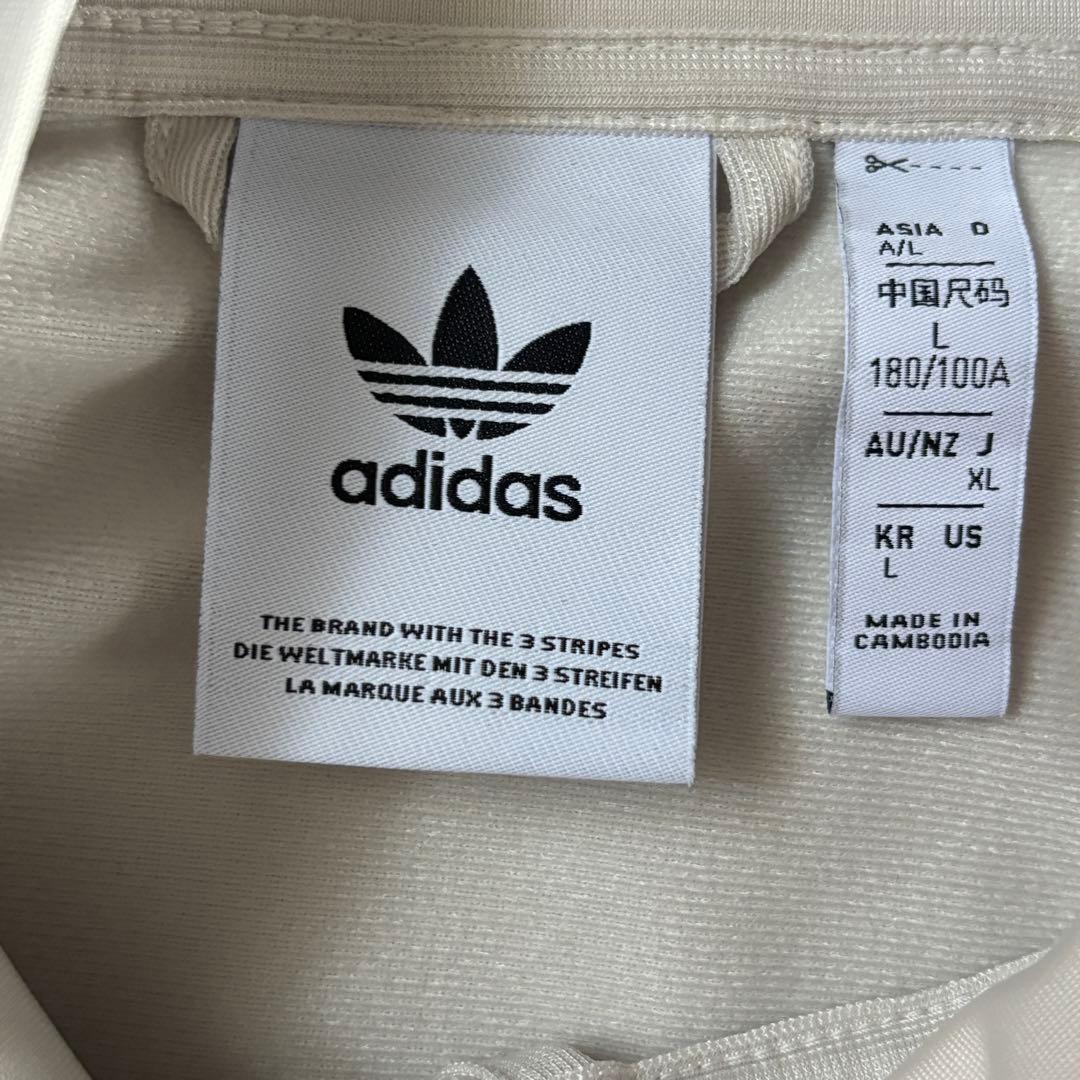 adidas
THE BRAND WITH THE 3 STRIPES
DIE WELTMARKE MIT DEN 3 STREIFEN
LA MARQUE AUX 3 BANDES
ASIA D
A/L
中国尺码
L
180/100A
AU/NZ J
XL
KR US
L
MADE IN
CAMBODIA